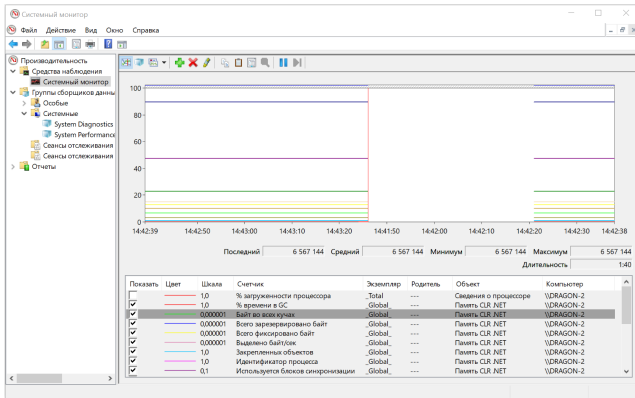 Системный монитор
Файл Действие Вид Окно Справка
Производительность
Средства наблюдения
Системный монитор
Группы сборщиков данны
Особые
Системные
System Diagnostics
System Performance
Сеансы отслеживания
Сеансы отслеживания
Отчеты
100
80
60
40
20
0
14:42:39 14:42:50 14:43:00 14:43:10 14:43:20 14:41:50 14:42:00 14:42:10 14:42:20 14:42:30 14:42:38
Последний 6 567 144 Средний 6 567 144 Минимум 6 567 144 Максимум 6 567 144
Длительность 1:40
Показать Цвет Шкала Счетчик Экземпляр Родитель Объект Компьютер
1,0 % загруженности процессора _Total --- Сведения о процессоре \\DRAGON-2
1,0 % времени в GC _Global_ --- Память CLR .NET \\DRAGON-2
0,000001 Байт во всех кучах _Global_ --- Память CLR .NET \\DRAGON-2
0,000001 Всего зарезервировано байт _Global_ --- Память CLR .NET \\DRAGON-2
0,000001 Всего фиксировано байт _Global_ --- Память CLR .NET \\DRAGON-2
0,000001 Выделено байт/сек _Global_ --- Память CLR .NET \\DRAGON-2
1,0 Закрепленных объектов _Global_ --- Память CLR .NET \\DRAGON-2
1,0 Идентификатор процесса _Global_ --- Память CLR .NET \\DRAGON-2
0,1 Используется блоков синхронизации _Global_ --- Память CLR .NET \\DRAGON-2